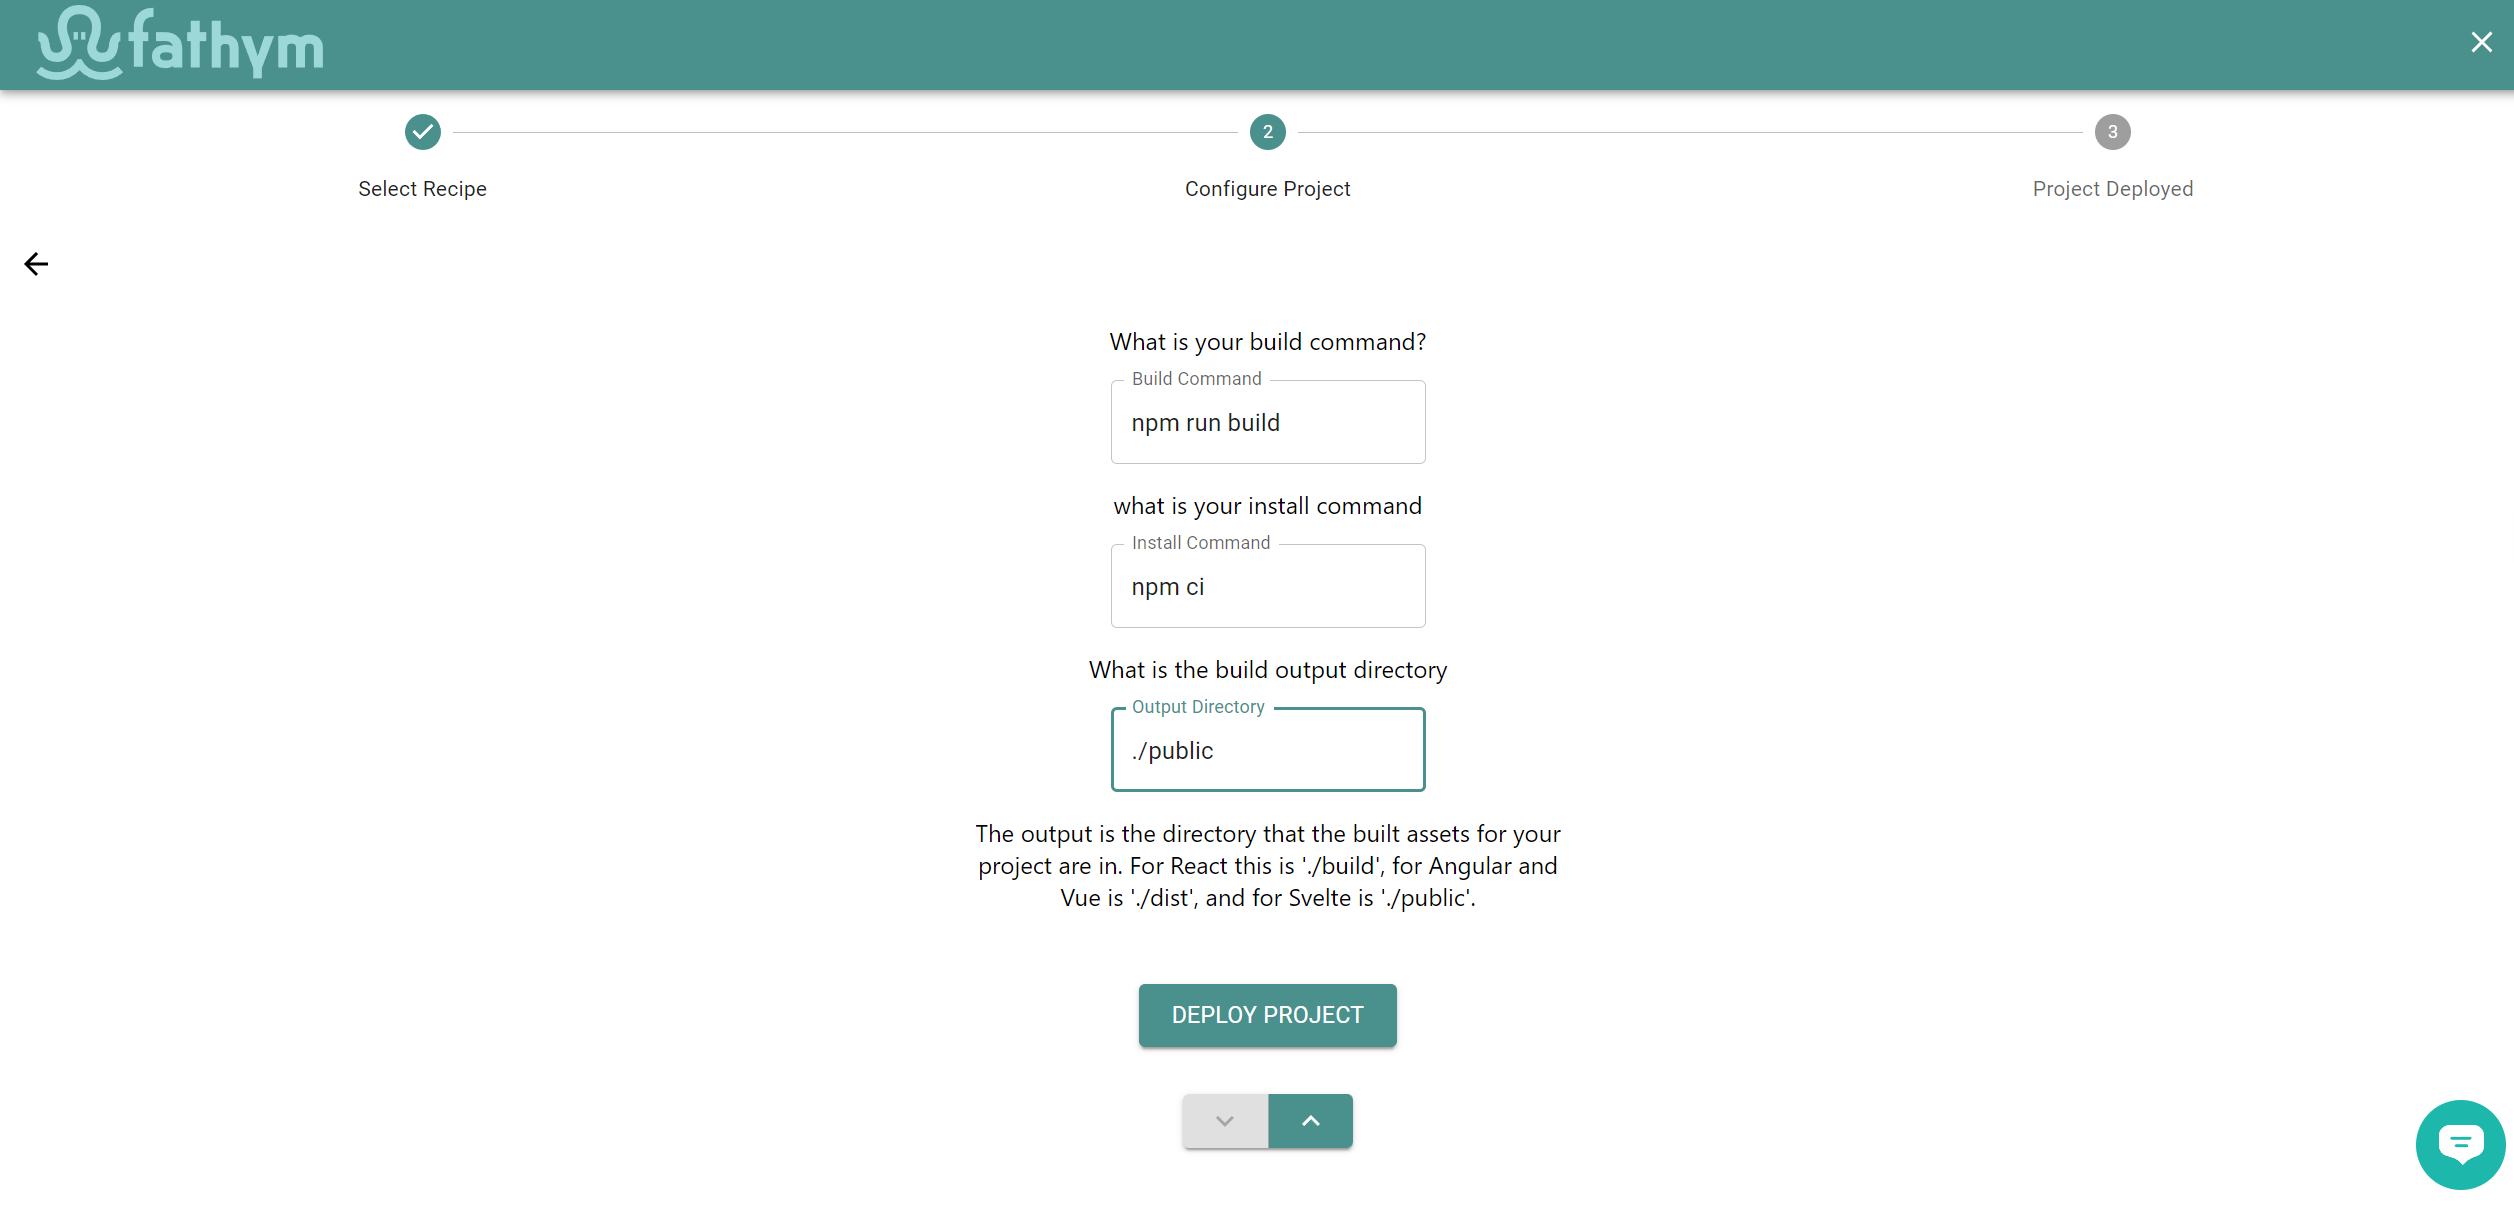 fathym
2
3
Select Recipe
Configure Project
Project Deployed
What is your build command?
Build Command
npm run build
what is your install command
Install Command
npm ci
What is the build output directory
Output Directory
./public
The output is the directory that the built assets for your
project are in. For React this is './build', for Angular and
Vue is './dist', and for Svelte is './public'.
DEPLOY PROJECT